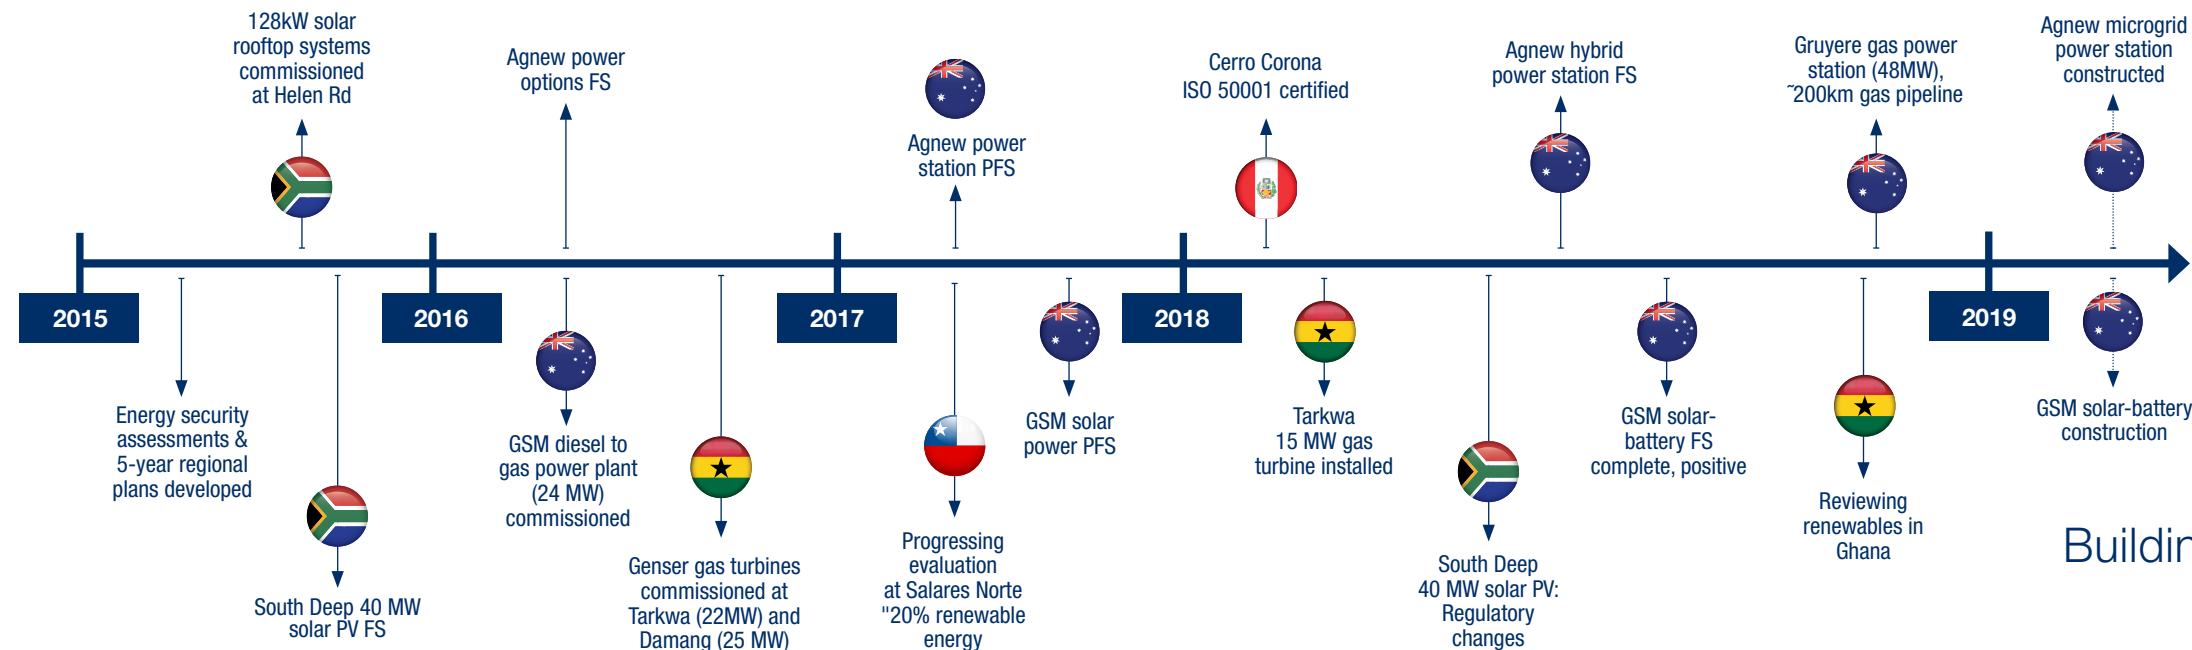 128kW solar
rooftop systems
commissioned
at Helen Rd
Agnew power
options FS
Agnew power
station PFS
Cerro Corona
ISO 50001 certified
Agnew hybrid
power station FS
Gruyere gas power
station (48MW),
~200km gas pipeline
Agnew microgrid
power station
constructed
2015
2016
2017
2018
2019
Energy security
assessments &
5-year regional
plans developed
South Deep 40 MW
solar PV FS
GSM diesel to
gas power plant
(24 MW)
commissioned
Genser gas turbines
commissioned at
Tarkwa (22MW) and
Damang (25 MW)
Progressing
evaluation
at Salares Norte
"20% renewable
energy
GSM solar
power PFS
Tarkwa
15 MW gas
turbine installed
South Deep
40 MW solar PV:
Regulatory
changes
GSM solar-
battery FS
complete, positive
Reviewing
renewables in
Ghana
GSM solar-battery
construction
Buildin